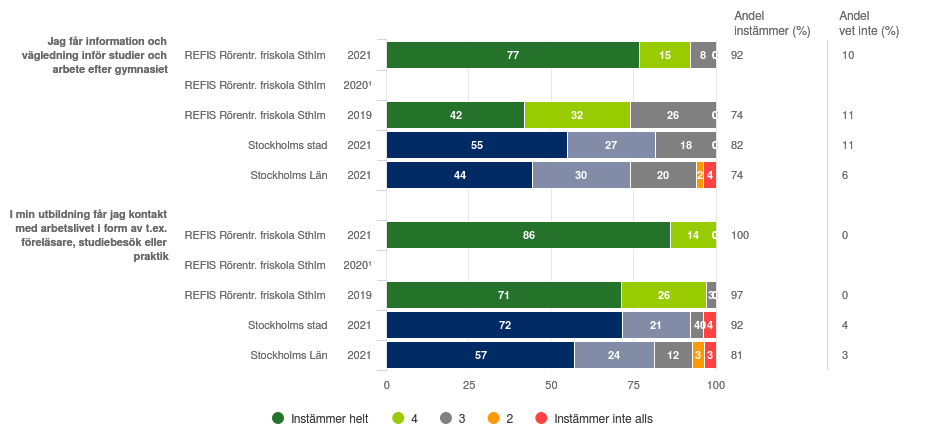 Andel
instämmer (%)
Andel
vet inte (%)
Jag får information och
vägledning inför studier och
arbete efter gymnasiet
REFIS Rörentr. friskola Sthlm 2021 77 15 8 0 92 10
REFIS Rörentr. friskola Sthlm 2020¹
REFIS Rörentr. friskola Sthlm 2019 42 32 26 0 74 11
Stockholms stad 2021 55 27 18 0 82 11
Stockholms Län 2021 44 30 20 2 4 74 6
I min utbildning får jag kontakt
med arbetslivet i form av t.ex.
föreläsare, studiebesök eller
praktik
REFIS Rörentr. friskola Sthlm 2021 86 14 0 100 0
REFIS Rörentr. friskola Sthlm 2020¹
REFIS Rörentr. friskola Sthlm 2019 71 26 3 0 97 0
Stockholms stad 2021 72 21 4 0 4 92 4
Stockholms Län 2021 57 24 12 3 3 81 3
0 25 50 75 100
Instämmer helt 4 3 2 Instämmer inte alls